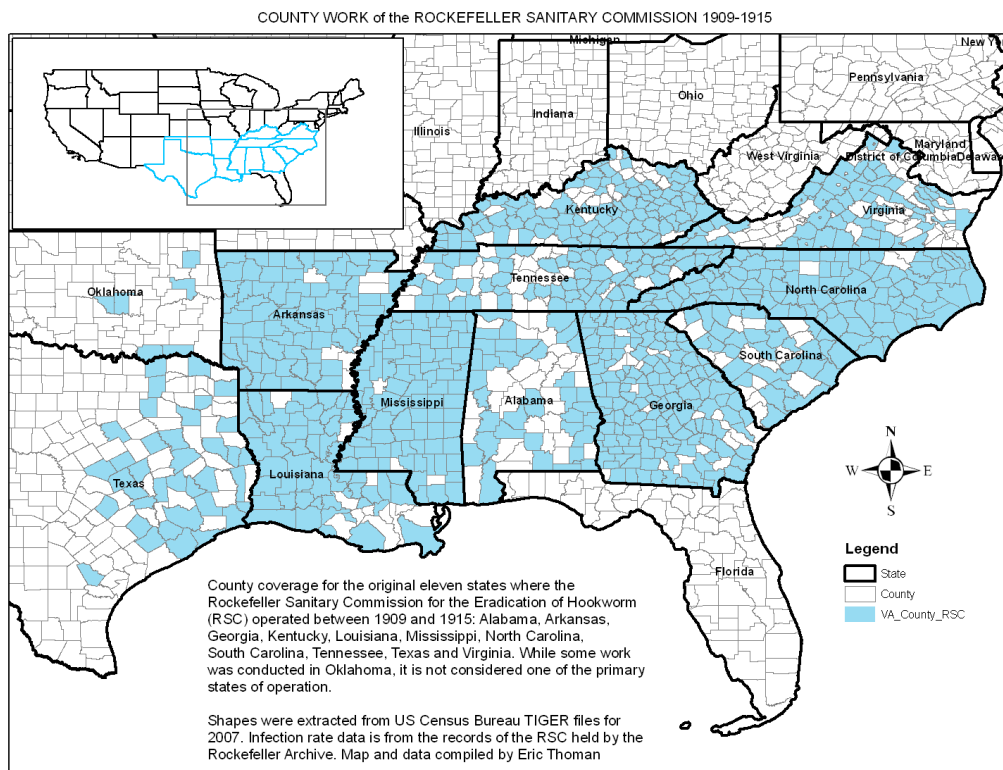 COUNTY WORK of the ROCKEFELLER SANITARY COMMISSION 1909-1915
Michigan
New York
Pennsylvania
Ohio
Indiana
Illinois
Maryland
West Virginia
District of Columbia
Delaware
Kentucky
Virginia
Tennessee
Oklahoma
North Carolina
Arkansas
South Carolina
Mississippi
Alabama
Georgia
Louisiana
Texas
Florida
N
W
E
S
Legend
State
County
VA_County_RSC
County coverage for the original eleven states where the
Rockefeller Sanitary Commission for the Eradication of Hookworm
(RSC) operated between 1909 and 1915: Alabama, Arkansas,
Georgia, Kentucky, Louisiana, Mississippi, North Carolina,
South Carolina, Tennessee, Texas and Virginia. While some work
was conducted in Oklahoma, it is not considered one of the primary
states of operation.
Shapes were extracted from US Census Bureau TIGER files for
2007. Infection rate data is from the records of the RSC held by the
Rockefeller Archive. Map and data compiled by Eric Thoman